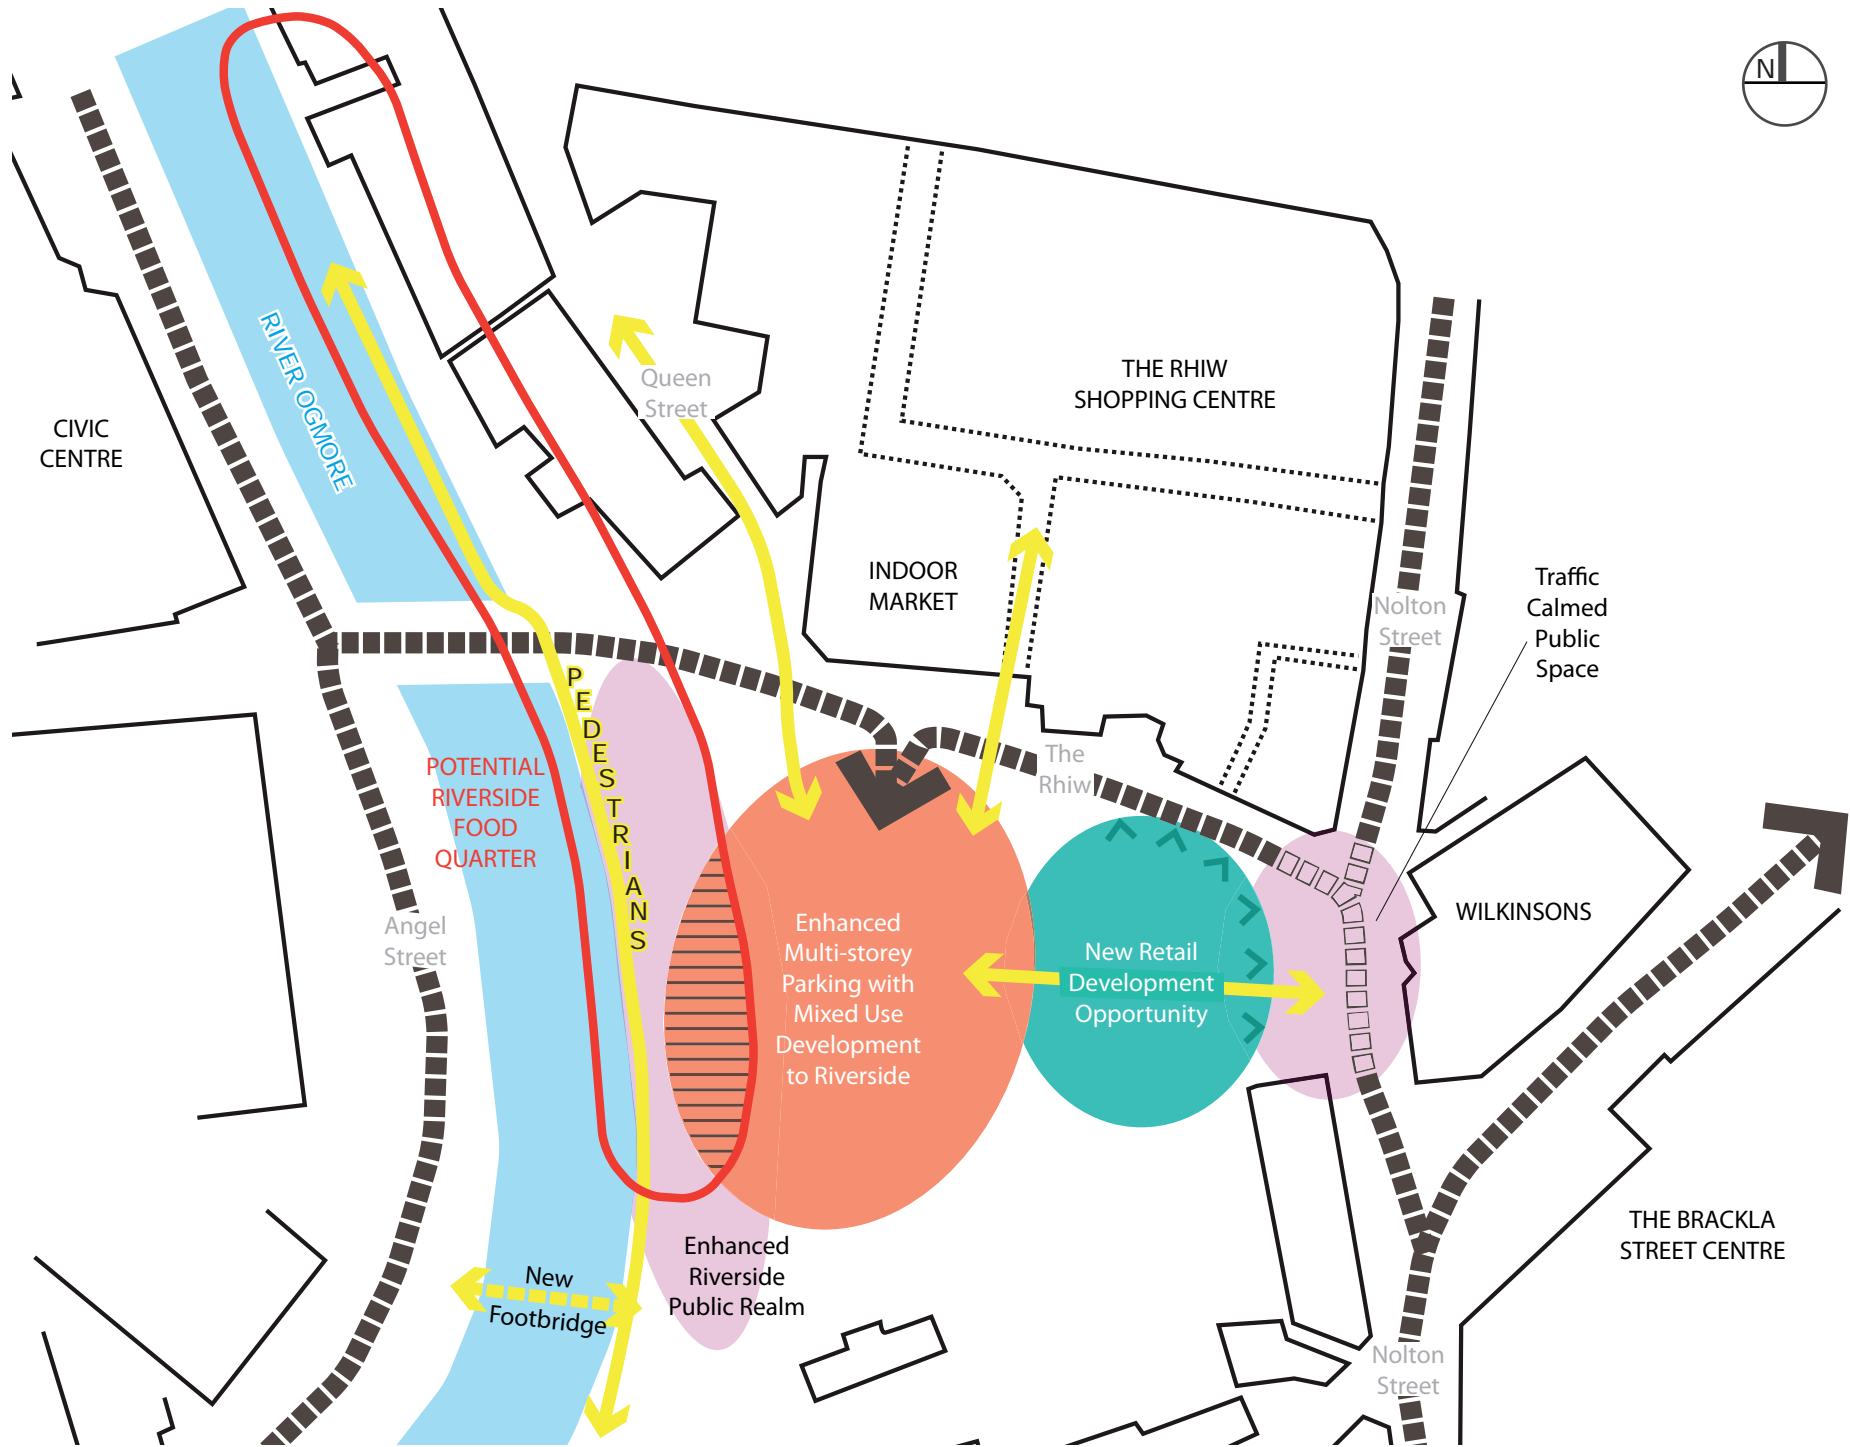 N
RIVER OGMORE
CIVIC
CENTRE
Queen
Street
THE RHIW
SHOPPING CENTRE
INDOOR
MARKET
Nolton
Street
Traffic
Calmed
Public
Space
PEDESTRIANS
POTENTIAL
RIVERSIDE
FOOD
QUARTER
The
Rhiw
Angel
Street
Enhanced
Multi-storey
Parking with
Mixed Use
Development
to Riverside
New Retail
Development
Opportunity
WILKINSONS
Enhanced
Riverside
Public Realm
New
Footbridge
THE BRACKLA
STREET CENTRE
Nolton
Street